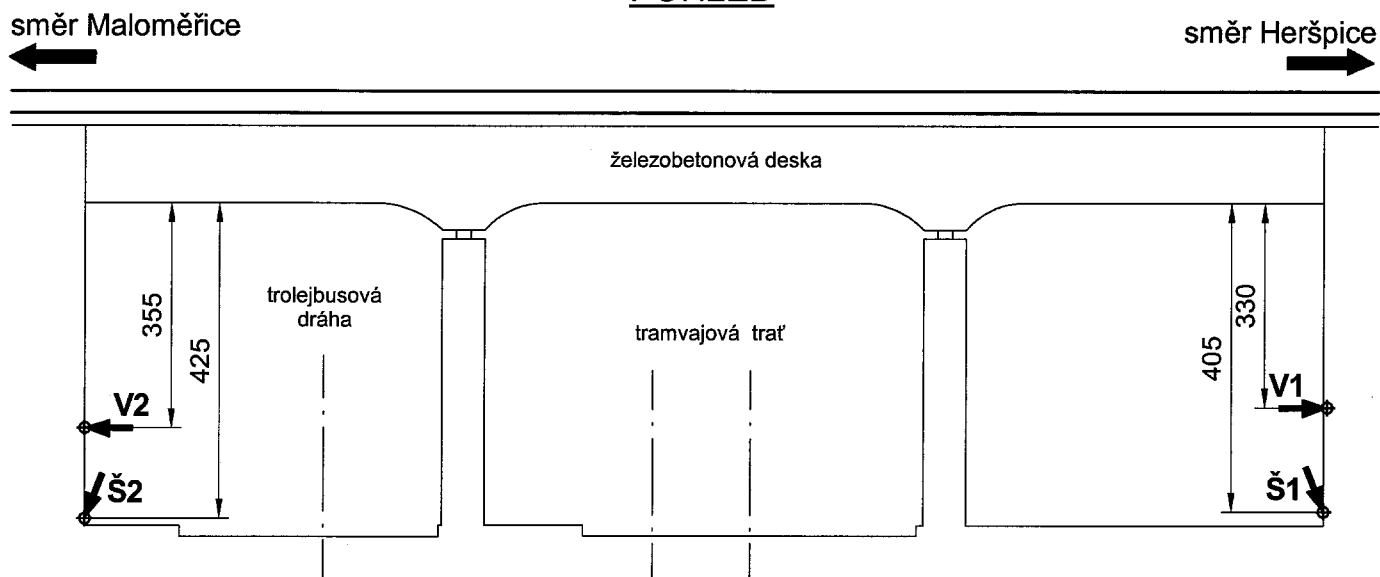 směr Maloměřice
směr Heršpice
železobetonová deska
trolejbusová
dráha
tramvajová trať
355
425
405
330
V2
V1
Š2
Š1